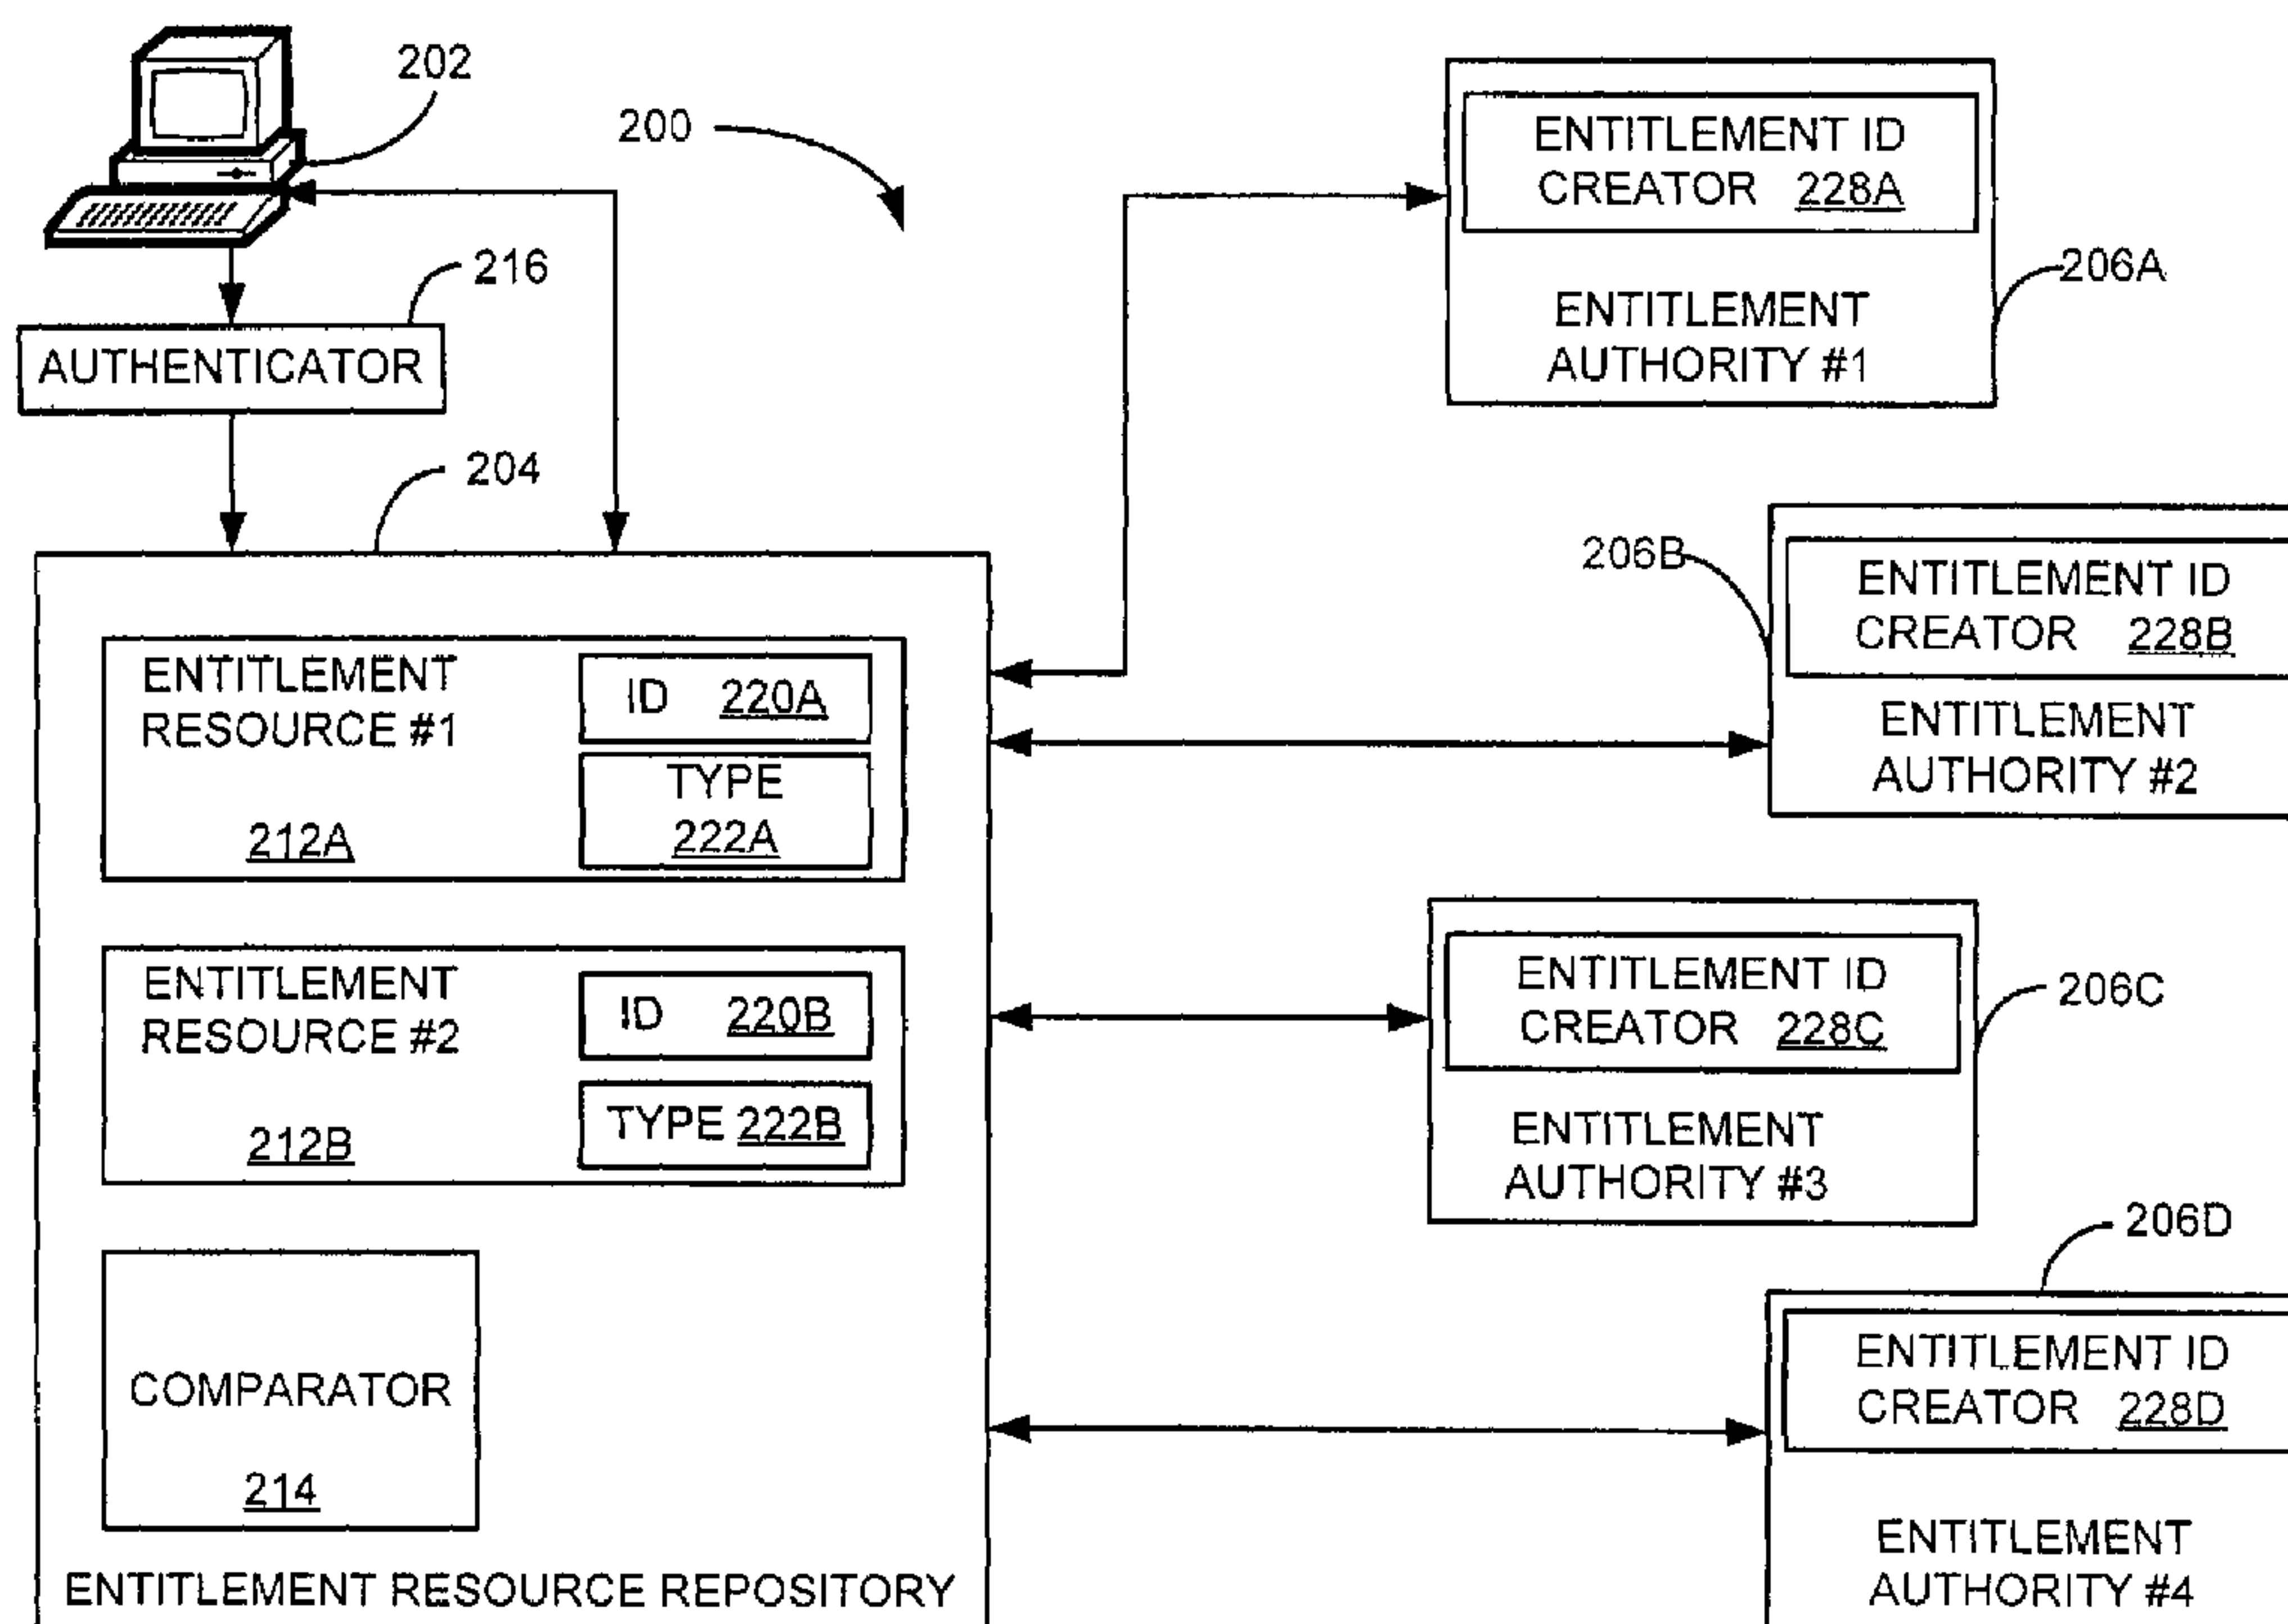 202
200
ENTITLEMENT ID
CREATOR 228A
206A
ENTITLEMENT
AUTHORITY #1
216
AUTHENTICATOR
204
206B
ENTITLEMENT ID
CREATOR 228B
ENTITLEMENT
AUTHORITY #2
ENTITLEMENT
RESOURCE #1
212A
ID 220A
TYPE
222A
ENTITLEMENT
RESOURCE #2
212B
ID 220B
TYPE 222B
ENTITLEMENT ID
CREATOR 228C
206C
ENTITLEMENT
AUTHORITY #3
206D
ENTITLEMENT ID
CREATOR 228D
ENTITLEMENT
AUTHORITY #4
COMPARATOR
214
ENTITLEMENT RESOURCE REPOSITORY